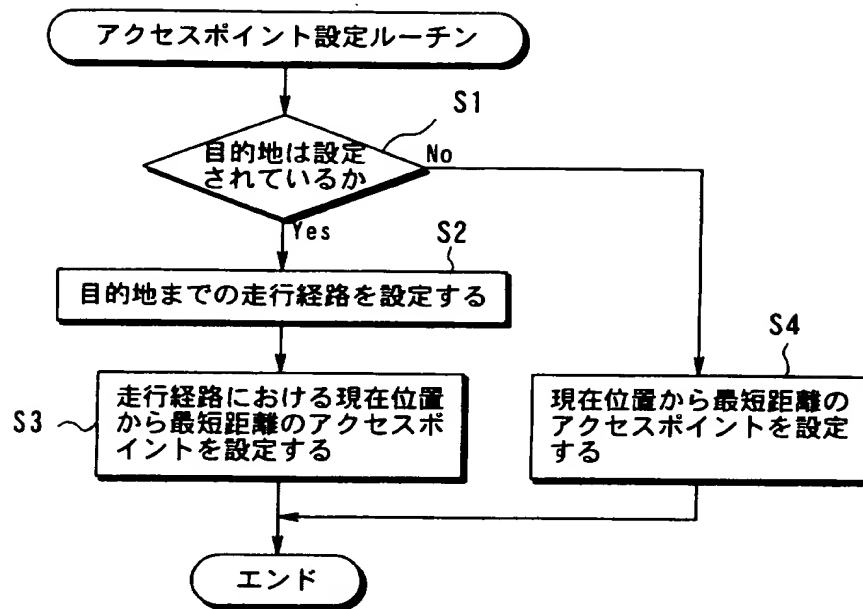 アクセスポイント設定ルーチン
S1
目的地は設定
されているか
No
Yes
S2
目的地までの走行経路を設定する
S4
S3
走行経路における現在位置
から最短距離のアクセスポ
イントを設定する
現在位置から最短距離の
アクセスポイントを設定
する
エンド